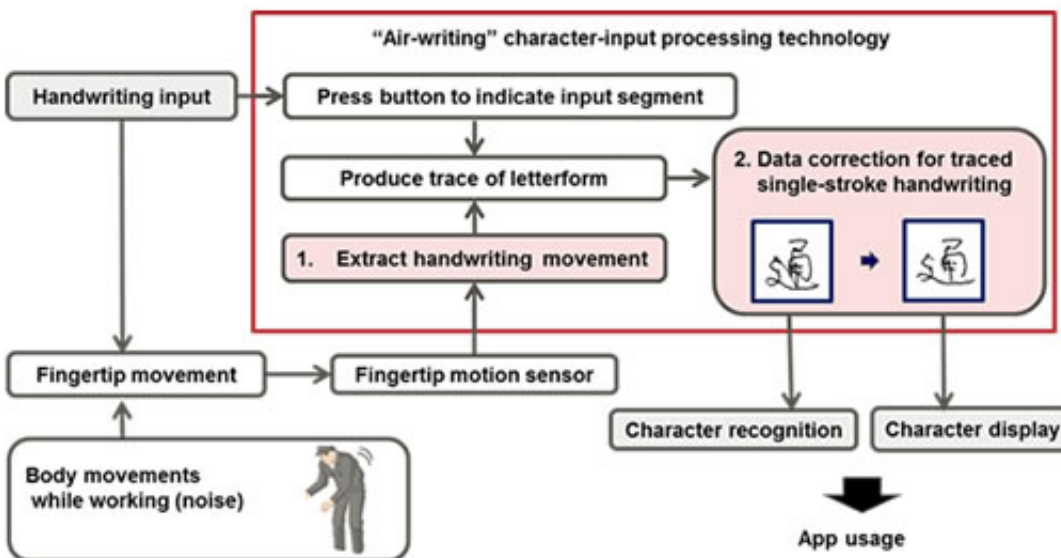 “Air-writing” character-input processing technology
Handwriting input
Press button to indicate input segment
Produce trace of letterform
2. Data correction for traced
single-stroke handwriting
通
通
1. Extract handwriting movement
Fingertip movement
Fingertip motion sensor
Character recognition
Character display
Body movements
while working (noise)
App usage